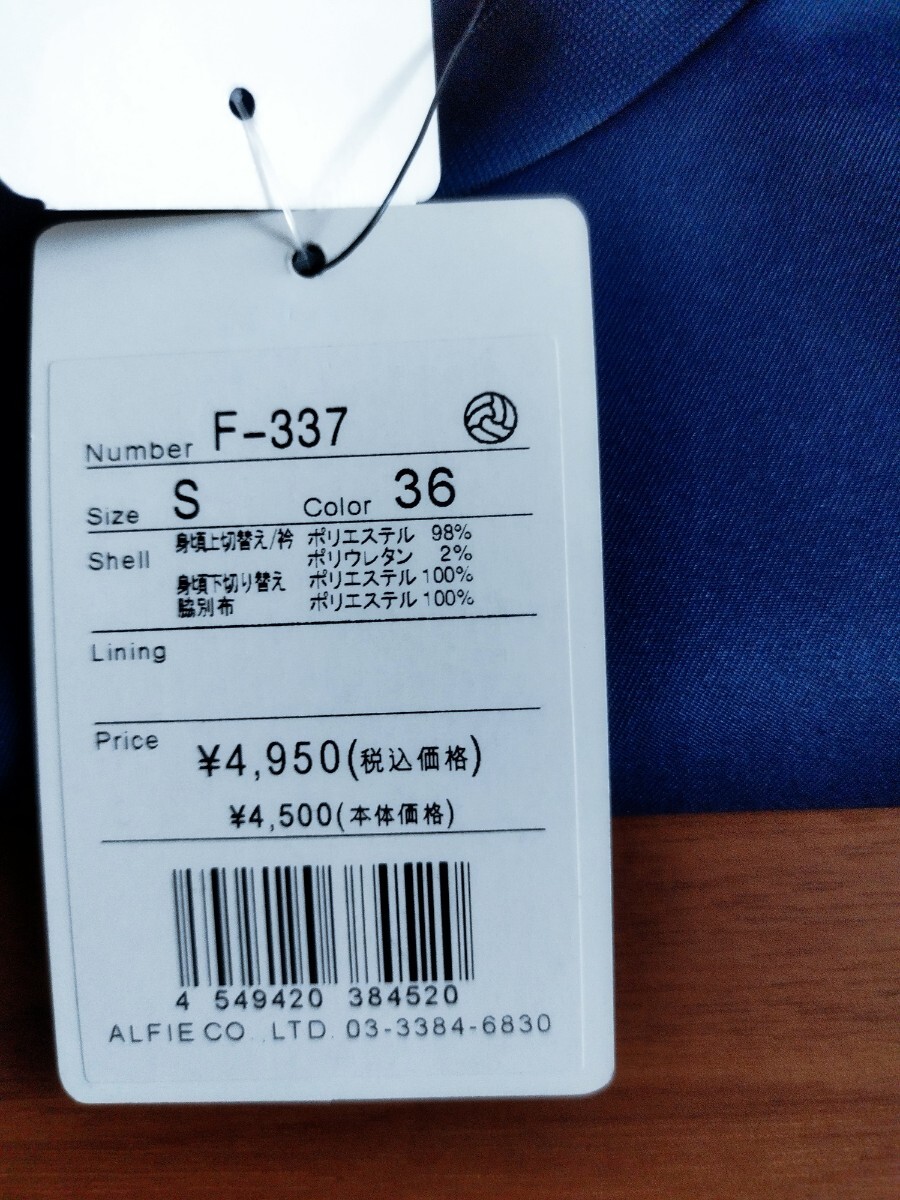 Number F-337
Size S Color 36
Shell 身頃上切替え/衿 ポリエステル 98%
ポリウレタン 2%
身頃下切り替え ポリエステル 100%
脇別布 ポリエステル 100%
Lining
Price ¥4,950(税込価格)
¥4,500(本体価格)
4 549420 384520
ALFIE CO.,LTD. 03-3384-6830